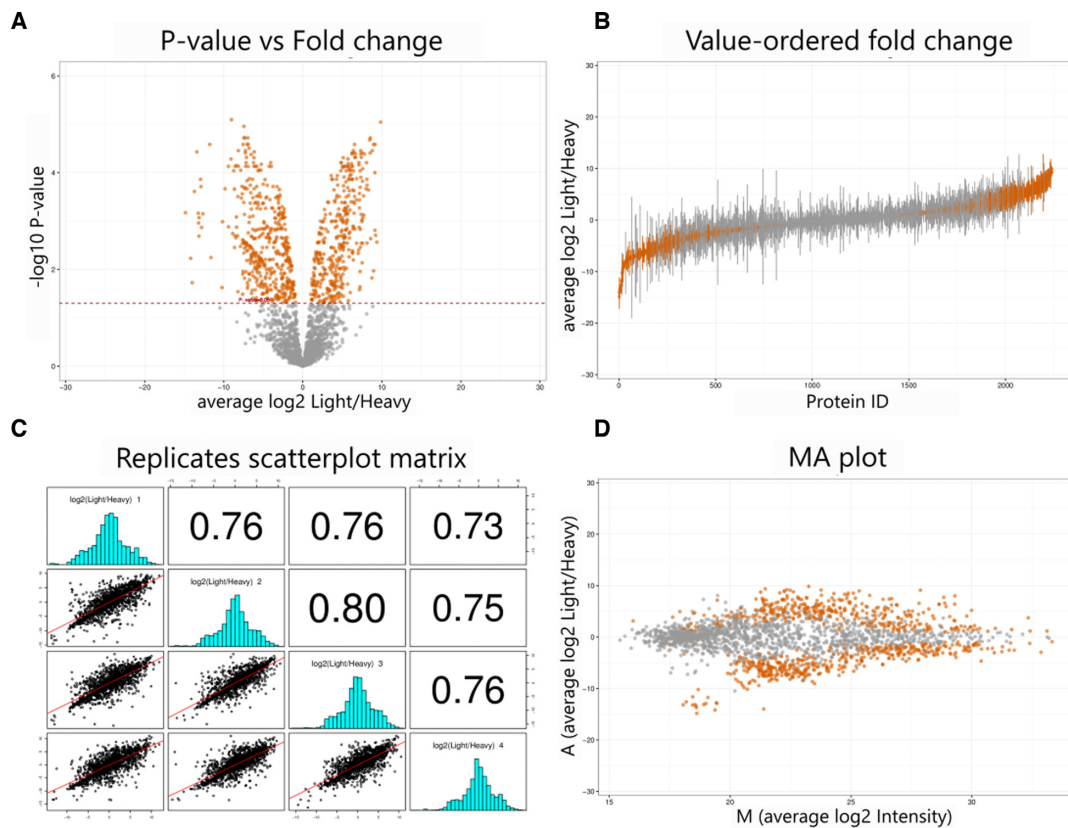 A
P-value vs Fold change
6
4
2
0
-log10 P-value
-30
-20
-10
0
10
20
30
average log2 Light/Heavy
B
Value-ordered fold change
30
20
10
0
-10
-20
-30
average log2 Light/Heavy
0
500
1000
1500
2000
Protein ID
C
Replicates scatterplot matrix
log2(Light/Heavy) 1
0.76
0.76
0.73
log2(Light/Heavy) 2
0.80
0.75
log2(Light/Heavy) 3
0.76
log2(Light/Heavy) 4
D
MA plot
30
20
10
0
-10
-20
-30
A (average log2 Light/Heavy)
15
20
25
30
M (average log2 Intensity)